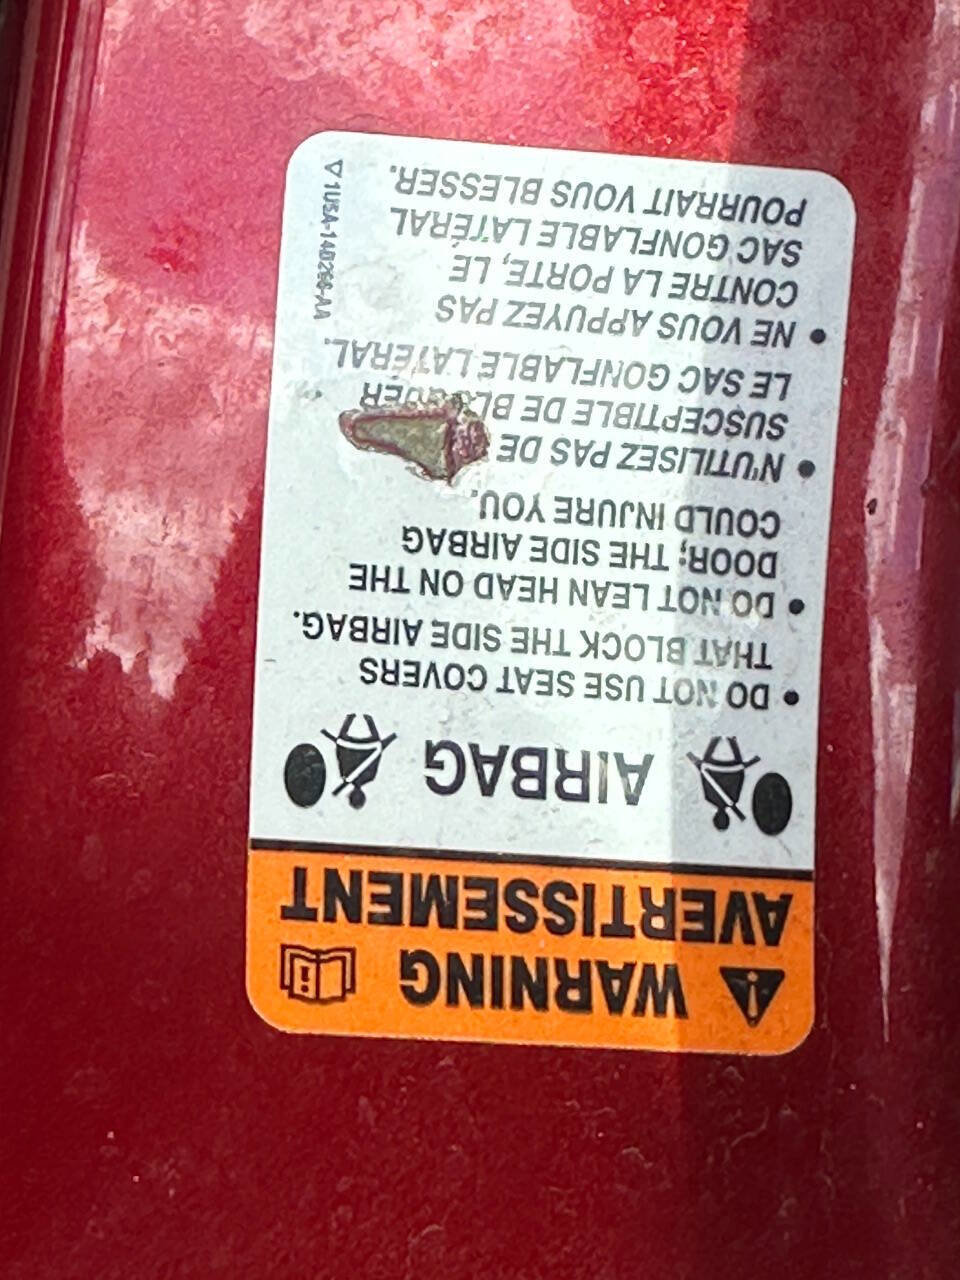 WARNING
AVERTISSEMENT
AIRBAG
• DO NOT USE SEAT COVERS
THAT BLOCK THE SIDE AIRBAG.
• DO NOT LEAN HEAD ON THE
DOOR; THE SIDE AIRBAG
COULD INJURE YOU.
• N'UTILISEZ PAS DE
SUSCEPTIBLE DE
LE SAC GONFLABLE LATÉRAL.
• NE VOUS APPUYEZ PAS
CONTRE LA PORTE, LE
SAC GONFLABLE LATÉRAL
POURRAIT VOUS BLESSER.